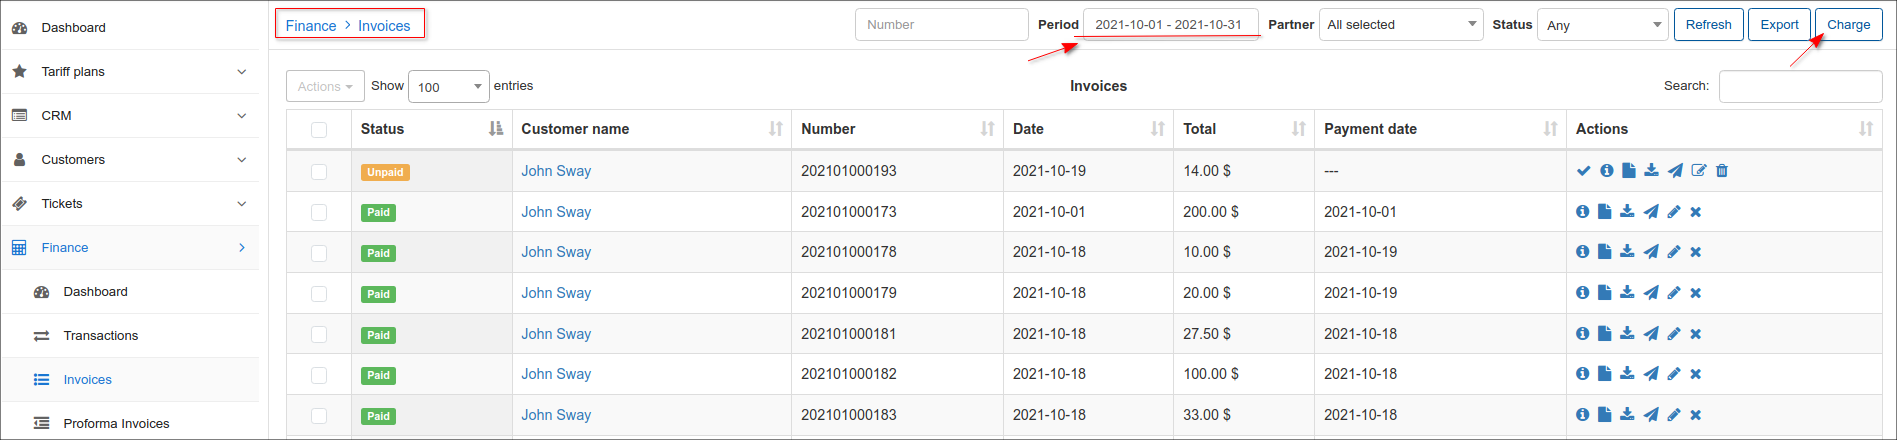 Dashboard
Tariff plans
CRM
Customers
Tickets
Finance
Dashboard
Transactions
Invoices
Proforma Invoices
Finance > Invoices
Number Period 2021-10-01 - 2021-10-31 Partner All selected Status Any Refresh Export Charge
Actions Show 100 entries Invoices Search:
Status Customer name Number Date Total Payment date Actions
Unpaid John Sway 202101000193 2021-10-19 14.00 $ ---
Paid John Sway 202101000173 2021-10-01 200.00 $ 2021-10-01
Paid John Sway 202101000178 2021-10-18 10.00 $ 2021-10-19
Paid John Sway 202101000179 2021-10-18 20.00 $ 2021-10-19
Paid John Sway 202101000181 2021-10-18 27.50 $ 2021-10-18
Paid John Sway 202101000182 2021-10-18 100.00 $ 2021-10-18
Paid John Sway 202101000183 2021-10-18 33.00 $ 2021-10-18